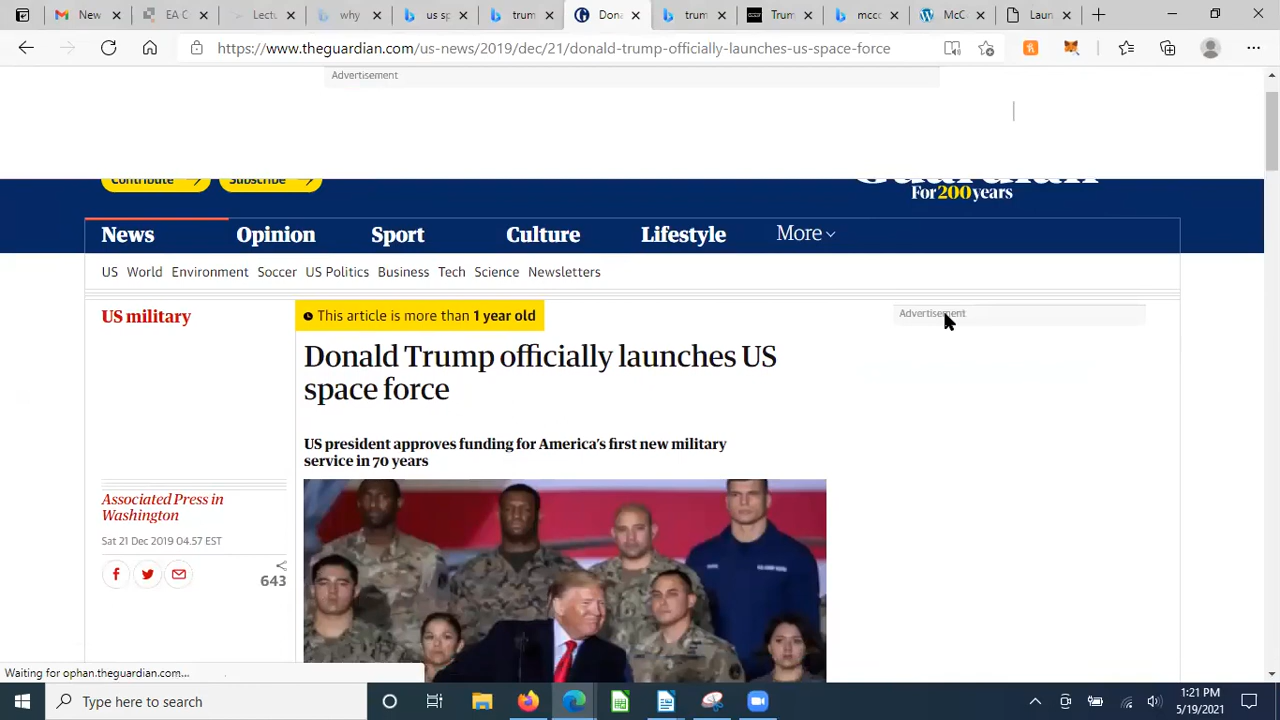 New
EA C
Lectu
why
us sp
trum
Dona
trum
Trum
mcc
McC
Laun
https://www.theguardian.com/us-news/2019/dec/21/donald-trump-officially-launches-us-space-force
Advertisement
Contribute
Subscribe
Guardian
For 200 years
News
Opinion
Sport
Culture
Lifestyle
More
US
World
Environment
Soccer
US Politics
Business
Tech
Science
Newsletters
US military
This article is more than 1 year old
Advertisement
Donald Trump officially launches US
space force
US president approves funding for America's first new military
service in 70 years
Associated Press in
Washington
Sat 21 Dec 2019 04.57 EST
643
Waiting for ophan.theguardian.com...
Type here to search
1:21 PM
5/19/2021